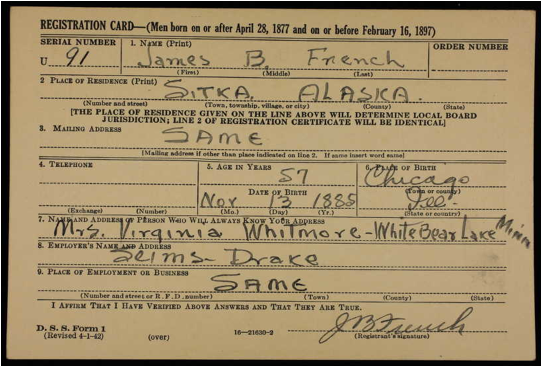 REGISTRATION CARD—(Men born on or after April 28, 1877 and on or before February 16, 1897)
SERIAL NUMBER 1. NAME (Print) ORDER NUMBER
U 91 James B. French
(First) (Middle) (Last)
2 PLACE OF RESIDENCE (Print)
SITKA. ALASKA.
(Number and street) (Town, township, village, or city) (County) (State)
[THE PLACE OF RESIDENCE GIVEN ON THE LINE ABOVE WILL DETERMINE LOCAL BOARD
JURISDICTION; LINE 2 OF REGISTRATION CERTIFICATE WILL BE IDENTICAL]
3. MAILING ADDRESS
SAME
[Mailing address if other than place indicated on line 2. If same insert word same]
4. TELEPHONE 5. AGE IN YEARS 6. PLACE OF BIRTH
57 Chicago
DATE OF BIRTH (Town or county)
Nov 13 1885 Ill.
(Exchange) (Number) (Mo.) (Day) (Yr.) (State or country)
7. NAME AND ADDRESS OF PERSON WHO WILL ALWAYS KNOW YOUR ADDRESS
Mrs. Virginia Whitmore - White Bear Lake Minn
8. EMPLOYER'S NAME AND ADDRESS
Seims-Drake
9. PLACE OF EMPLOYMENT OR BUSINESS
SAME
(Number and street or R. F. D. number) (Town) (County) (State)
I AFFIRM THAT I HAVE VERIFIED ABOVE ANSWERS AND THAT THEY ARE TRUE.
D. S. S. Form 1
(Revised 4-1-42) (over) 16—21630-2 JB French
(Registrant's signature)